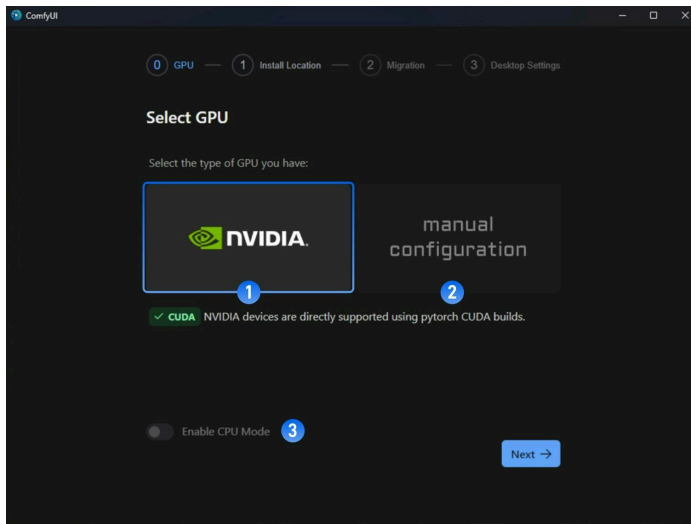 ComfyUI
0 GPU — 1 Install Location — 2 Migration — 3 Desktop Settings
Select GPU
Select the type of GPU you have:
NVIDIA.
manual
configuration
1
2
✓ CUDA NVIDIA devices are directly supported using pytorch CUDA builds.
Enable CPU Mode 3
Next →